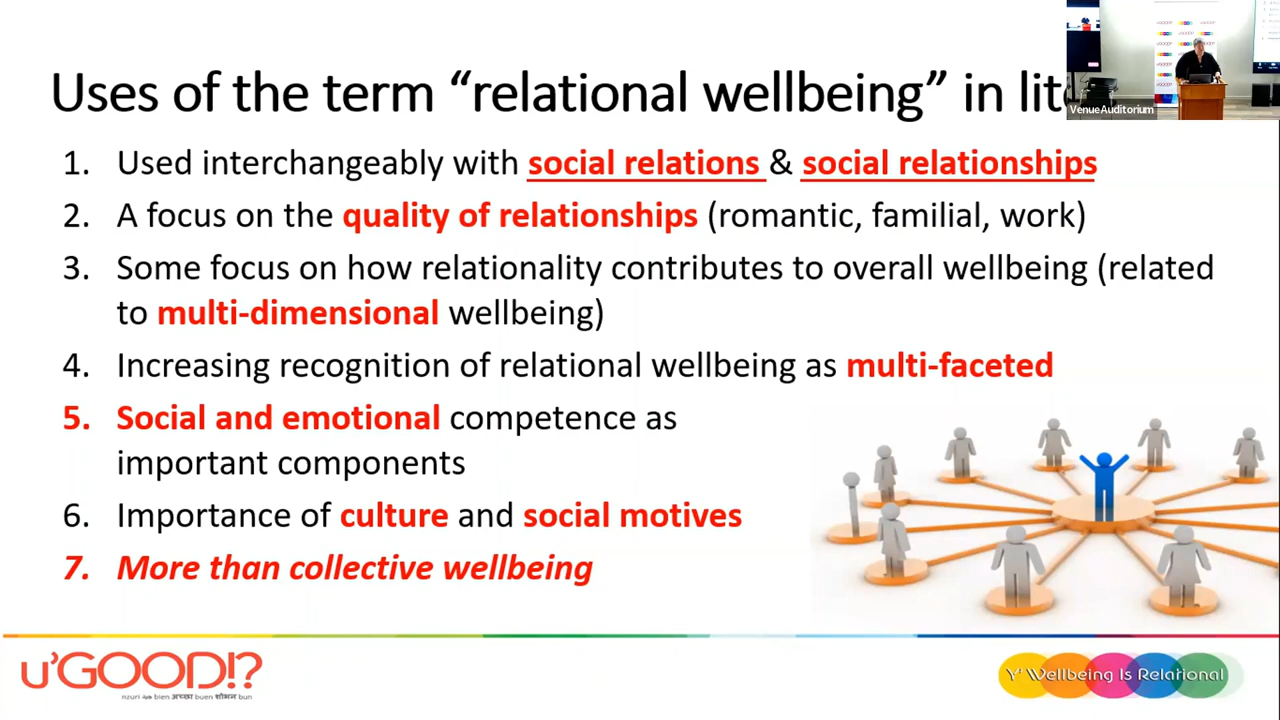 Uses of the term “relational wellbeing” in lit
Venue Auditorium
1. Used interchangeably with social relations & social relationships
2. A focus on the quality of relationships (romantic, familial, work)
3. Some focus on how relationality contributes to overall wellbeing (related
to multi-dimensional wellbeing)
4. Increasing recognition of relational wellbeing as multi-faceted
5. Social and emotional competence as
important components
6. Importance of culture and social motives
7. More than collective wellbeing
u'GOOD!?
nzuri bien अच्छा buen शोभन bun
Y' Wellbeing Is Relational